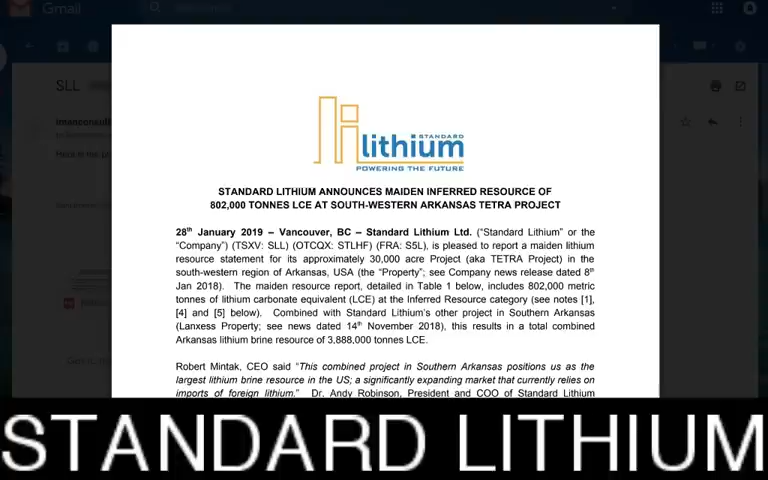 Gmail
SLL
STANDARD
lithium
POWERING THE FUTURE
STANDARD LITHIUM ANNOUNCES MAIDEN INFERRED RESOURCE OF
802,000 TONNES LCE AT SOUTH-WESTERN ARKANSAS TETRA PROJECT
28th January 2019 – Vancouver, BC – Standard Lithium Ltd. (“Standard Lithium” or the
“Company”) (TSXV: SLL) (OTCQX: STLHF) (FRA: S5L), is pleased to report a maiden lithium
resource statement for its approximately 30,000 acre Project (aka TETRA Project) in the
south-western region of Arkansas, USA (the “Property”; see Company news release dated 8th
Jan 2018). The maiden resource report, detailed in Table 1 below, includes 802,000 metric
tonnes of lithium carbonate equivalent (LCE) at the Inferred Resource category (see notes [1],
[4] and [5] below). Combined with Standard Lithium’s other project in Southern Arkansas
(Lanxess Property; see news dated 14th November 2018), this results in a total combined
Arkansas lithium brine resource of 3,888,000 tonnes LCE.
Robert Mintak, CEO said “This combined project in Southern Arkansas positions us as the
largest lithium brine resource in the US; a significantly expanding market that currently relies on
imports of foreign lithium.” Dr. Andy Robinson, President and COO of Standard Lithium
STANDARD LITHIUM